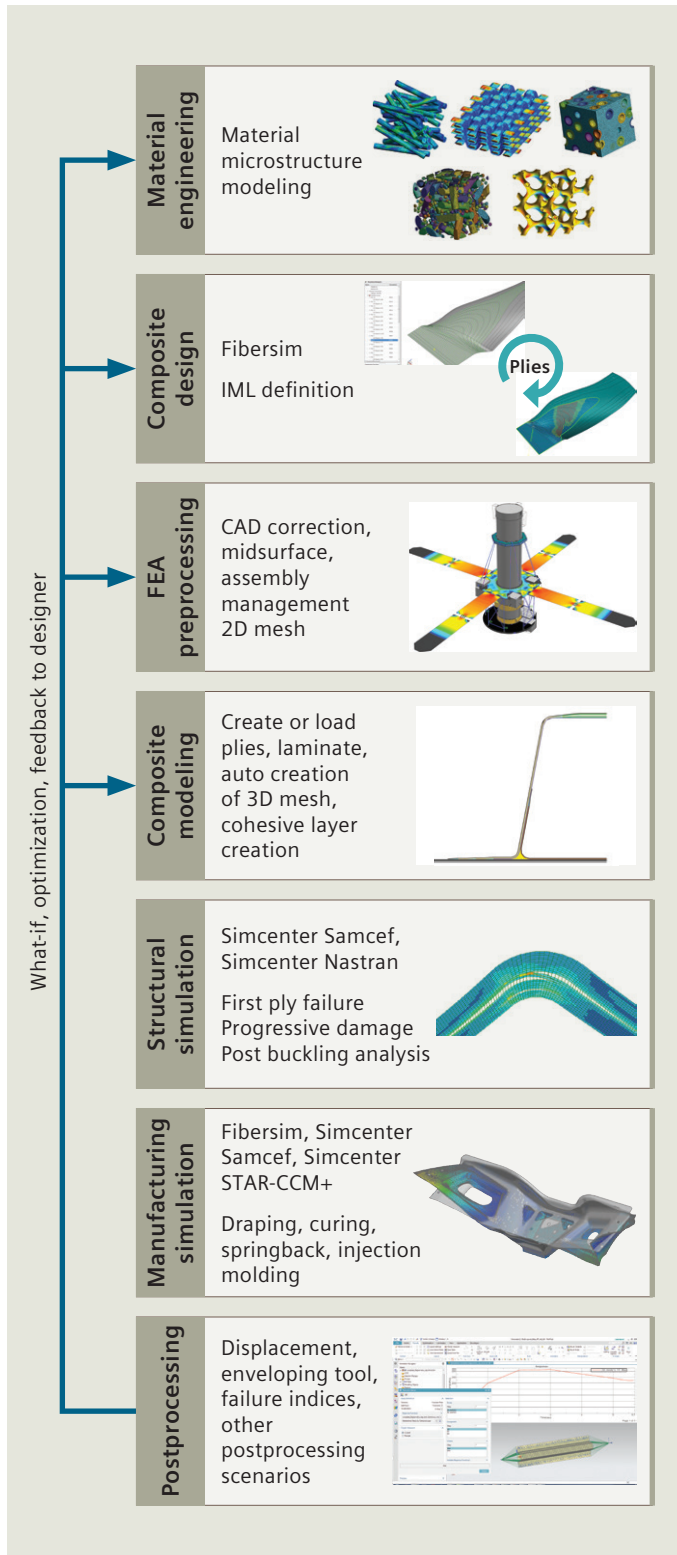 What-if, optimization, feedback to designer
Material
engineering
Material
microstructure
modeling
Composite
design
Fibersim
IML definition
Plies
FEA
preprocessing
CAD correction,
midsurface,
assembly
management
2D mesh
Composite
modeling
Create or load
plies, laminate,
auto creation
of 3D mesh,
cohesive layer
creation
Structural
simulation
Simcenter Samcef,
Simcenter Nastran
First ply failure
Progressive damage
Post buckling analysis
Manufacturing
simulation
Fibersim, Simcenter
Samcef, Simcenter
STAR-CCM+
Draping, curing,
springback, injection
molding
Postprocessing
Displacement,
enveloping tool,
failure indices,
other
postprocessing
scenarios